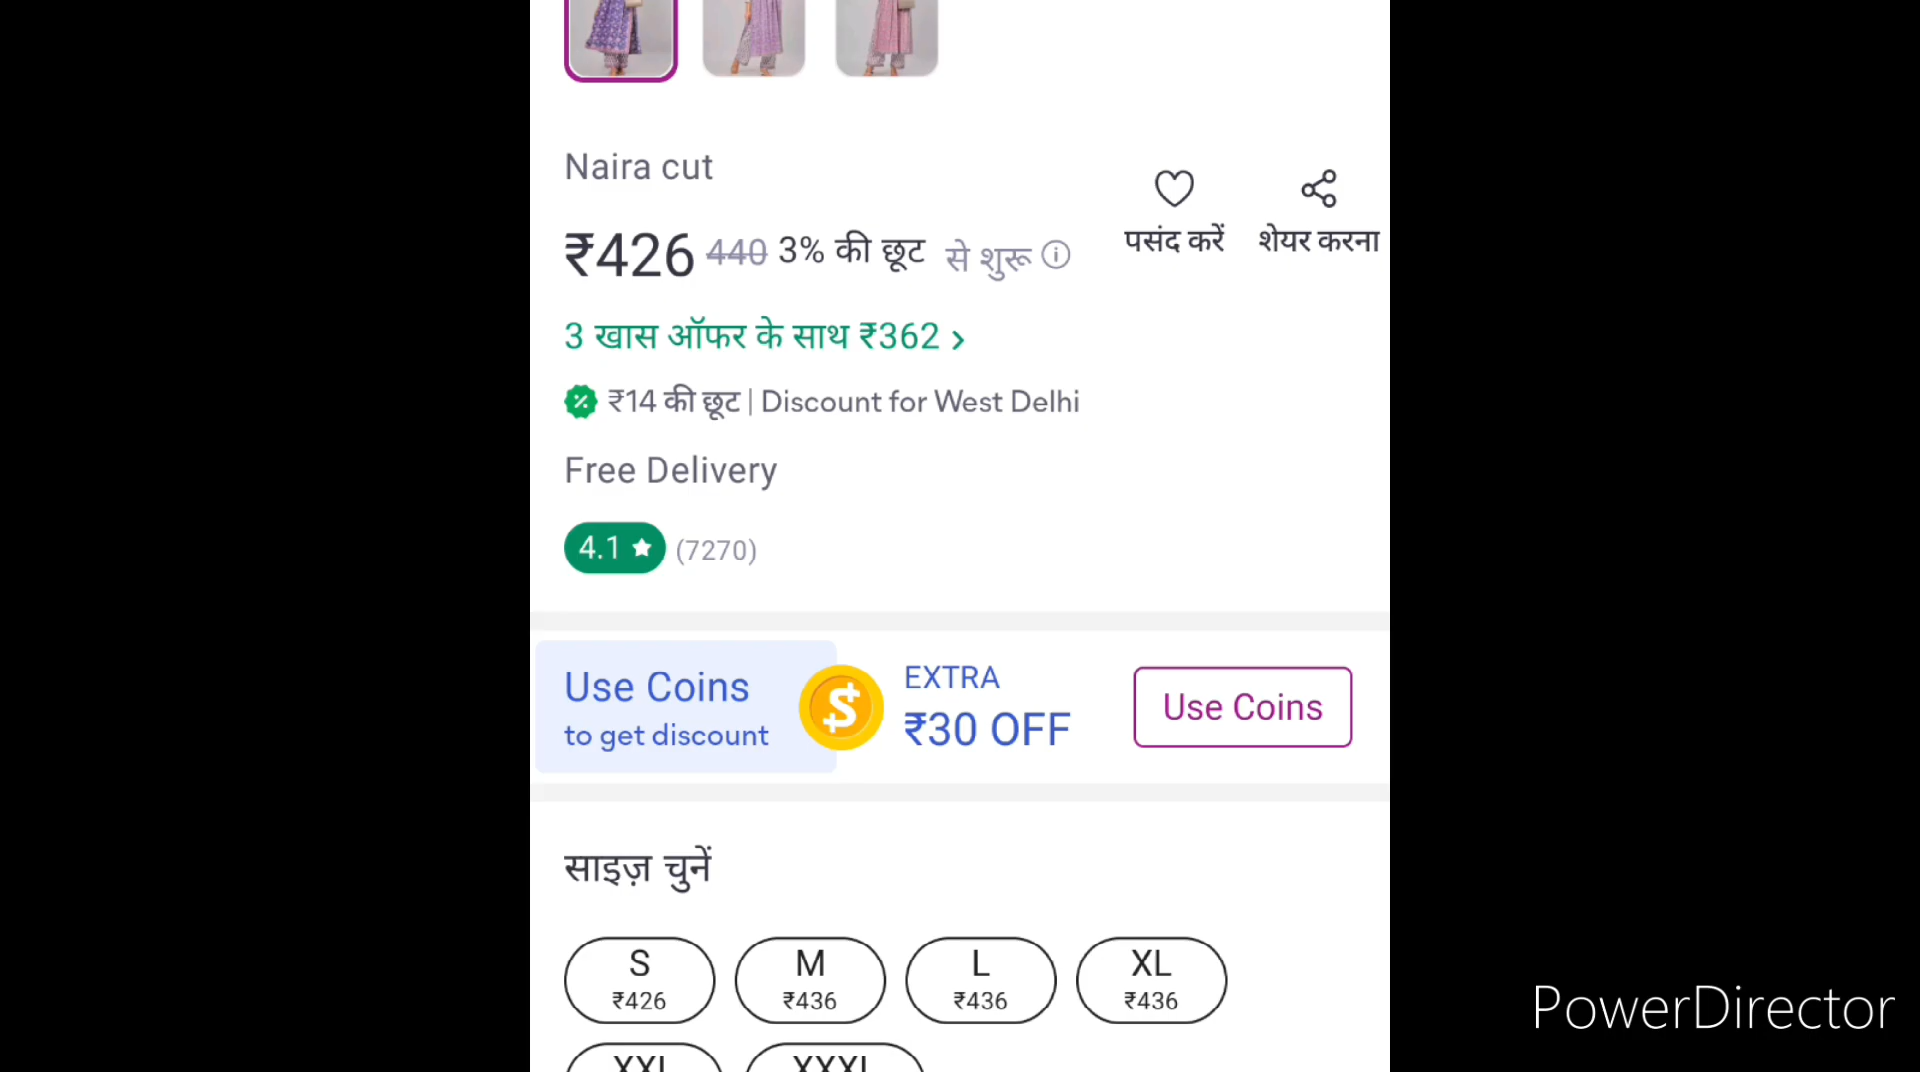 Naira cut
पसंद करें शेयर करना
₹426 440 3% की छूट से शुरू
3 खास ऑफर के साथ ₹362 >
₹14 की छूट | Discount for West Delhi
Free Delivery
4.1 ★ (7270)
Use Coins
to get discount
EXTRA
₹30 OFF
Use Coins
साइज़ चुनें
S M L XL
₹426 ₹436 ₹436 ₹436
XXL XXXL
PowerDirector